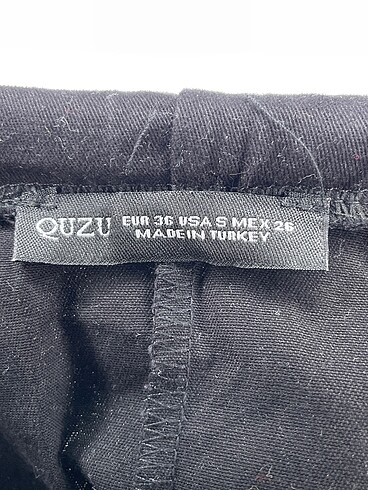 QUZU EUR 36 USA S MEX 26
MADE IN TURKEY